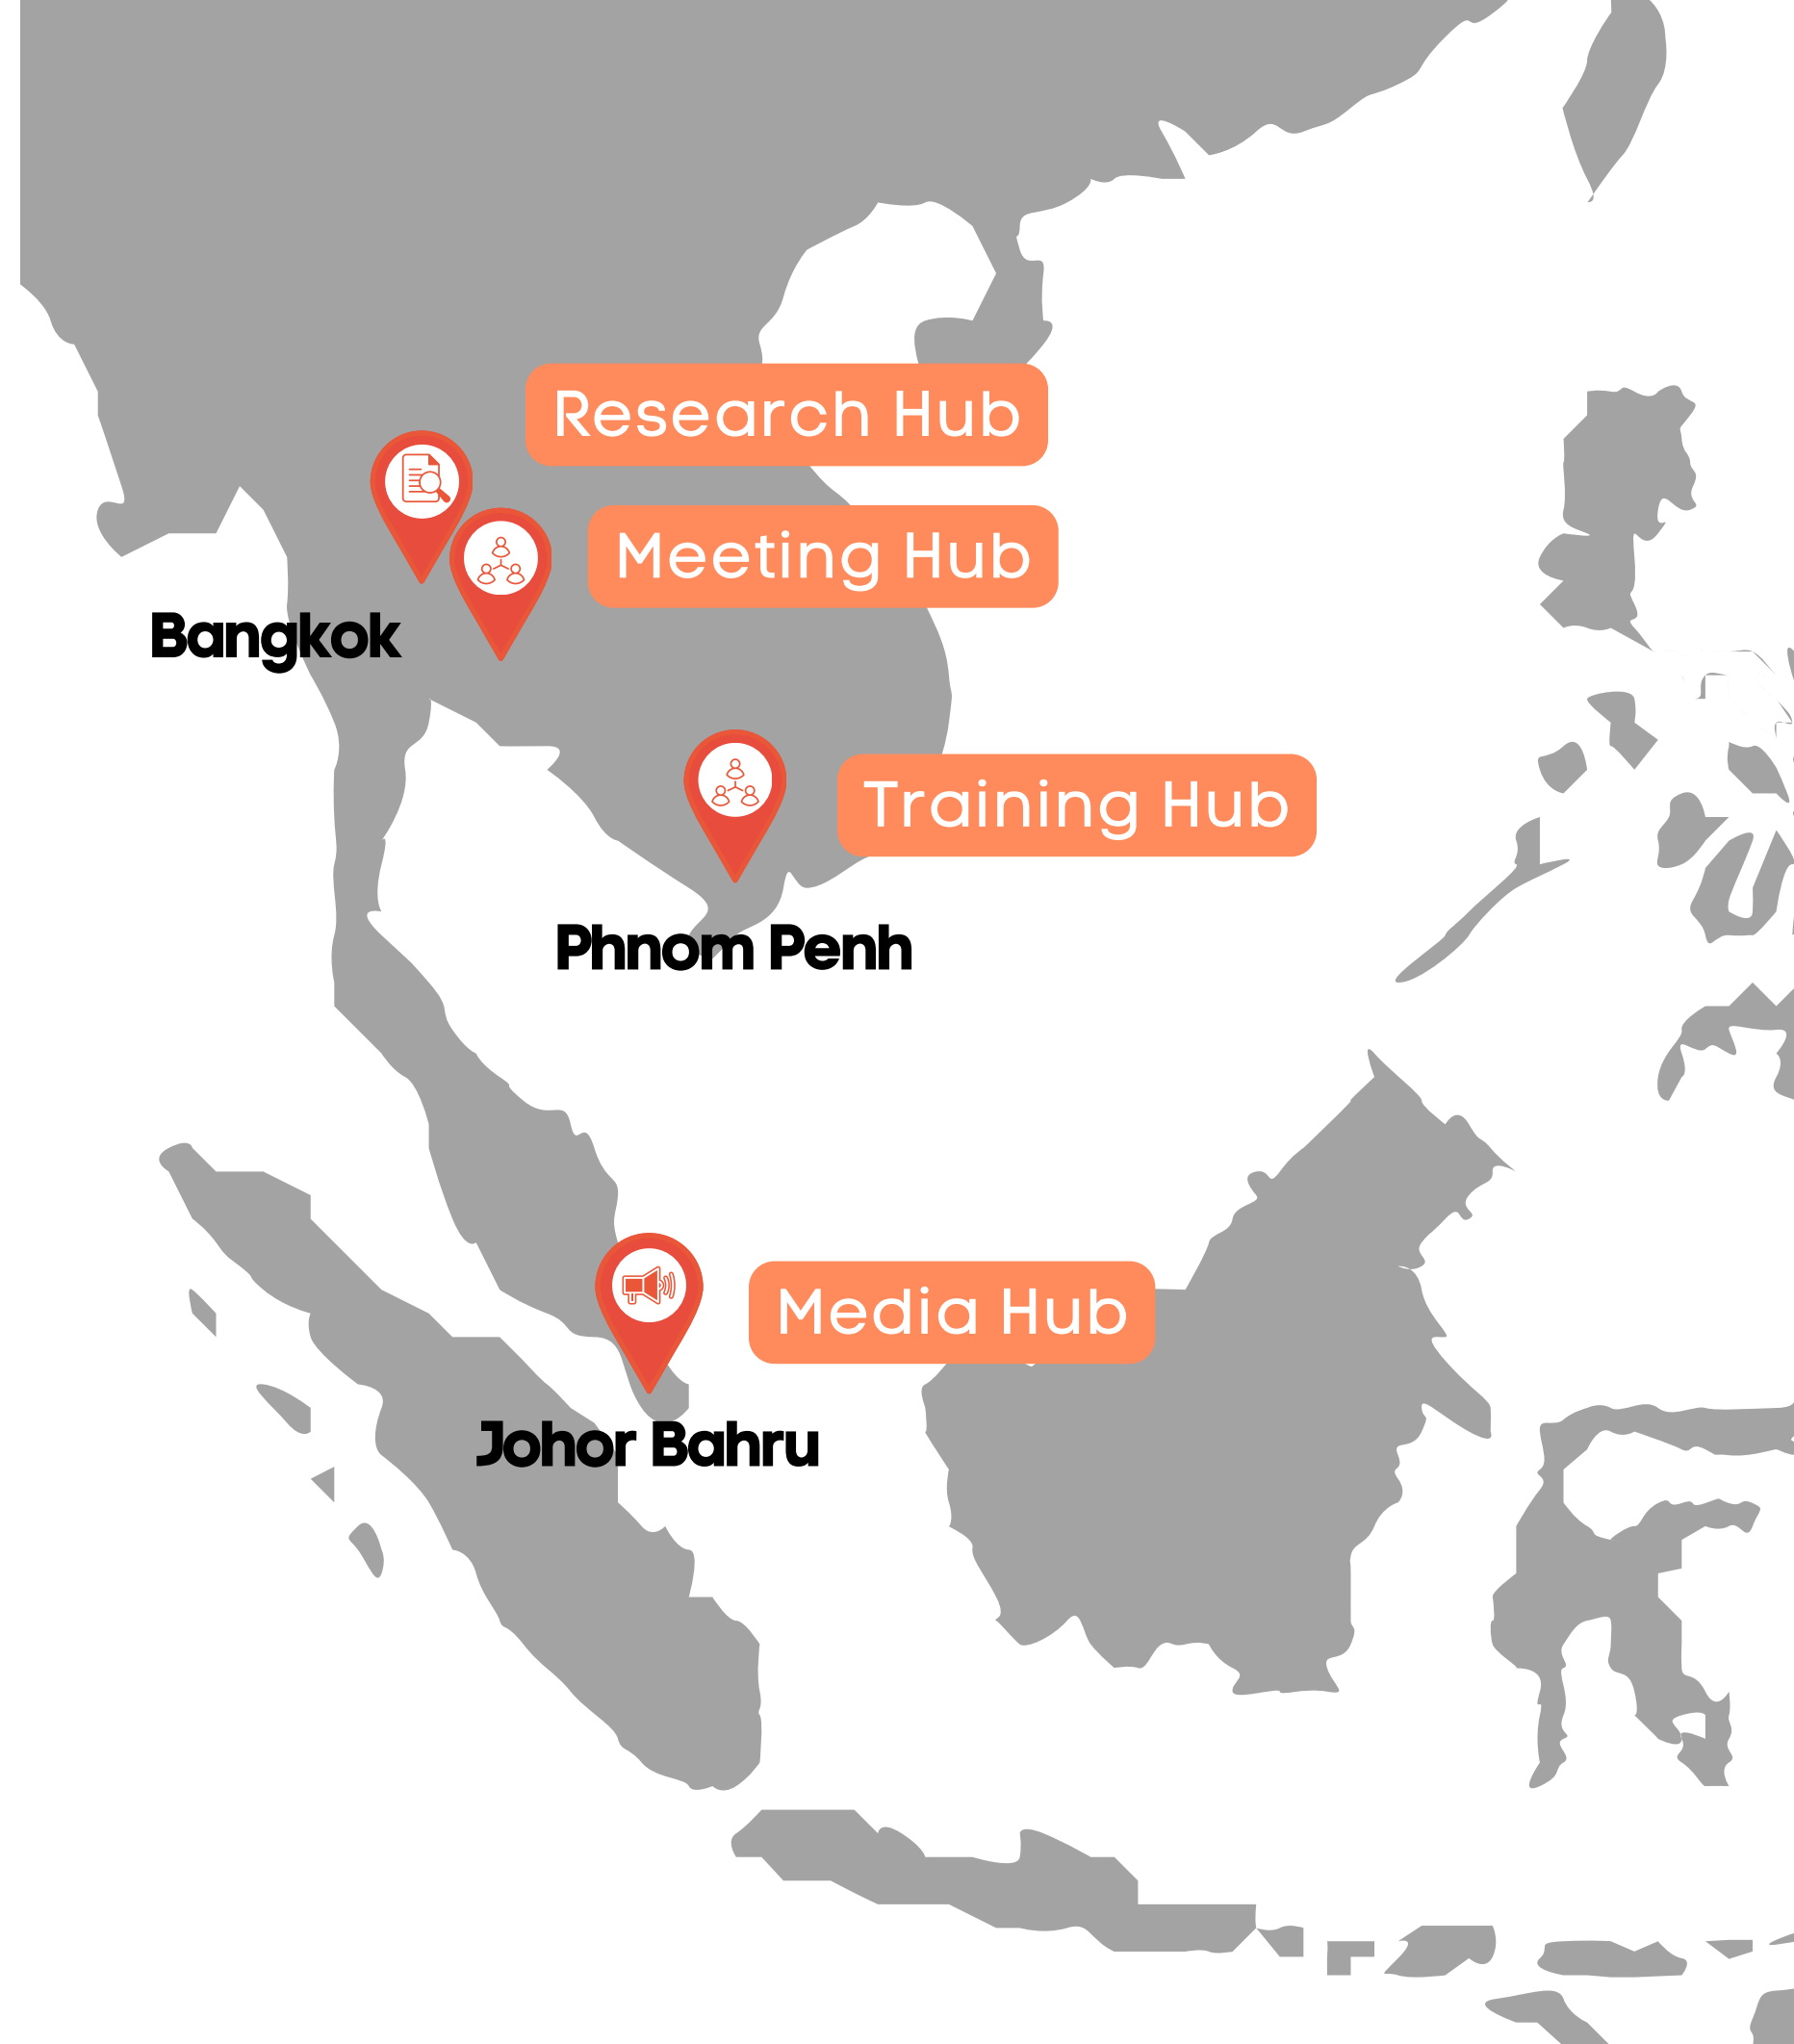 Research Hub
Meeting Hub
Bangkok
Training Hub
Phnom Penh
Media Hub
Johor Bahru